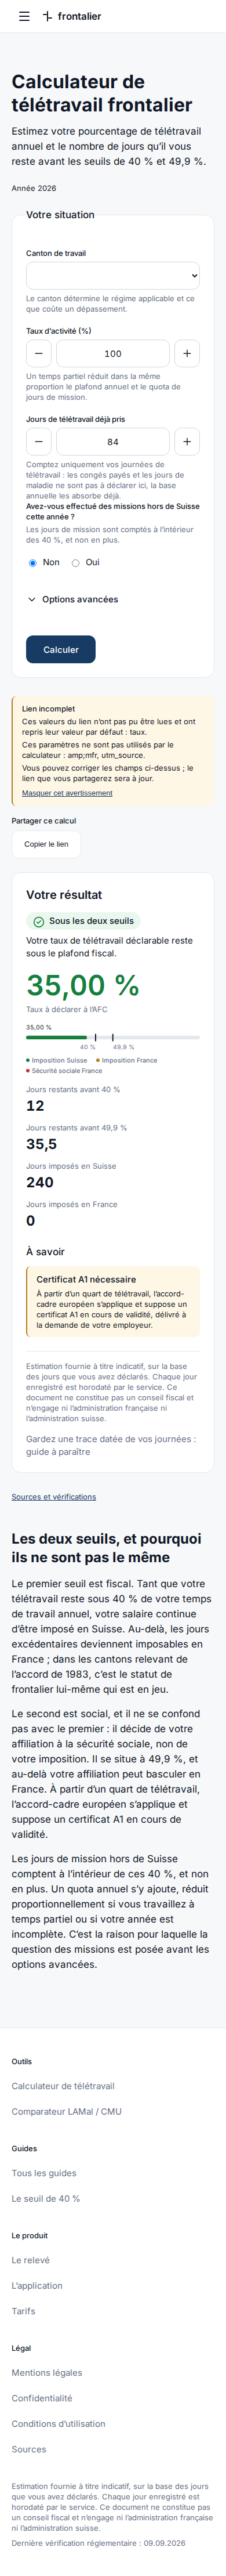 frontalier
Calculateur de
télétravail frontalier
Estimez votre pourcentage de télétravail
annuel et le nombre de jours qu’il vous
reste avant les seuils de 40 % et 49,9 %.
Année 2026
Votre situation
Canton de travail
Le canton détermine le régime applicable et ce
que coûte un dépassement.
Taux d’activité (%)
100
Un temps partiel réduit dans la même
proportion le plafond annuel et le quota de
jours de mission.
Jours de télétravail déjà pris
84
Comptez uniquement vos journées de
télétravail : les congés payés et les jours de
maladie ne sont pas à déclarer ici, la base
annuelle les absorbe déjà.
Avez-vous effectué des missions hors de Suisse
cette année ?
Les jours de mission sont comptés à l’intérieur
des 40 %, et non en plus.
Non
Oui
Options avancées
Calculer
Lien incomplet
Ces valeurs du lien n’ont pas pu être lues et ont
repris leur valeur par défaut : taux.
Ces paramètres ne sont pas utilisés par le
calculateur : amp;mfr, utm_source.
Vous pouvez corriger les champs ci-dessus ; le
lien que vous partagerez sera à jour.
Masquer cet avertissement
Partager ce calcul
Copier le lien
Votre résultat
Sous les deux seuils
Votre taux de télétravail déclarable reste
sous le plafond fiscal.
35,00 %
Taux à déclarer à l’AFC
35,00 %
40 %
49,9 %
Imposition Suisse
Imposition France
Sécurité sociale France
Jours restants avant 40 %
12
Jours restants avant 49,9 %
35,5
Jours imposés en Suisse
240
Jours imposés en France
0
À savoir
Certificat A1 nécessaire
À partir d’un quart de télétravail, l’accord-
cadre européen s’applique et suppose un
certificat A1 en cours de validité, délivré à
la demande de votre employeur.
Estimation fournie à titre indicatif, sur la base
des jours que vous avez déclarés. Chaque jour
enregistré est horodaté par le service. Ce
document ne constitue pas un conseil fiscal et
n’engage ni l’administration française ni
l’administration suisse.
Gardez une trace datée de vos journées :
guide à paraître
Sources et vérifications
Les deux seuils, et pourquoi
ils ne sont pas le même
Le premier seuil est fiscal. Tant que votre
télétravail reste sous 40 % de votre temps
de travail annuel, votre salaire continue
d’être imposé en Suisse. Au-delà, les jours
excédentaires deviennent imposables en
France ; dans les cantons relevant de
l’accord de 1983, c’est le statut de
frontalier lui-même qui est en jeu.
Le second est social, et il ne se confond
pas avec le premier : il décide de votre
affiliation à la sécurité sociale, non de
votre imposition. Il se situe à 49,9 %, et
au-delà votre affiliation peut basculer en
France. À partir d’un quart de télétravail,
l’accord-cadre européen s’applique et
suppose un certificat A1 en cours de
validité.
Les jours de mission hors de Suisse
comptent à l’intérieur de ces 40 %, et non
en plus. Un quota annuel s’y ajoute, réduit
proportionnellement si vous travaillez à
temps partiel ou si votre année est
incomplète. C’est la raison pour laquelle la
question des missions est posée avant les
options avancées.
Outils
Calculateur de télétravail
Comparateur LAMal / CMU
Guides
Tous les guides
Le seuil de 40 %
Le produit
Le relevé
L’application
Tarifs
Légal
Mentions légales
Confidentialité
Conditions d’utilisation
Sources
Estimation fournie à titre indicatif, sur la base des jours
que vous avez déclarés. Chaque jour enregistré est
horodaté par le service. Ce document ne constitue pas
un conseil fiscal et n’engage ni l’administration française
ni l’administration suisse.
Dernière vérification réglementaire : 09.09.2026